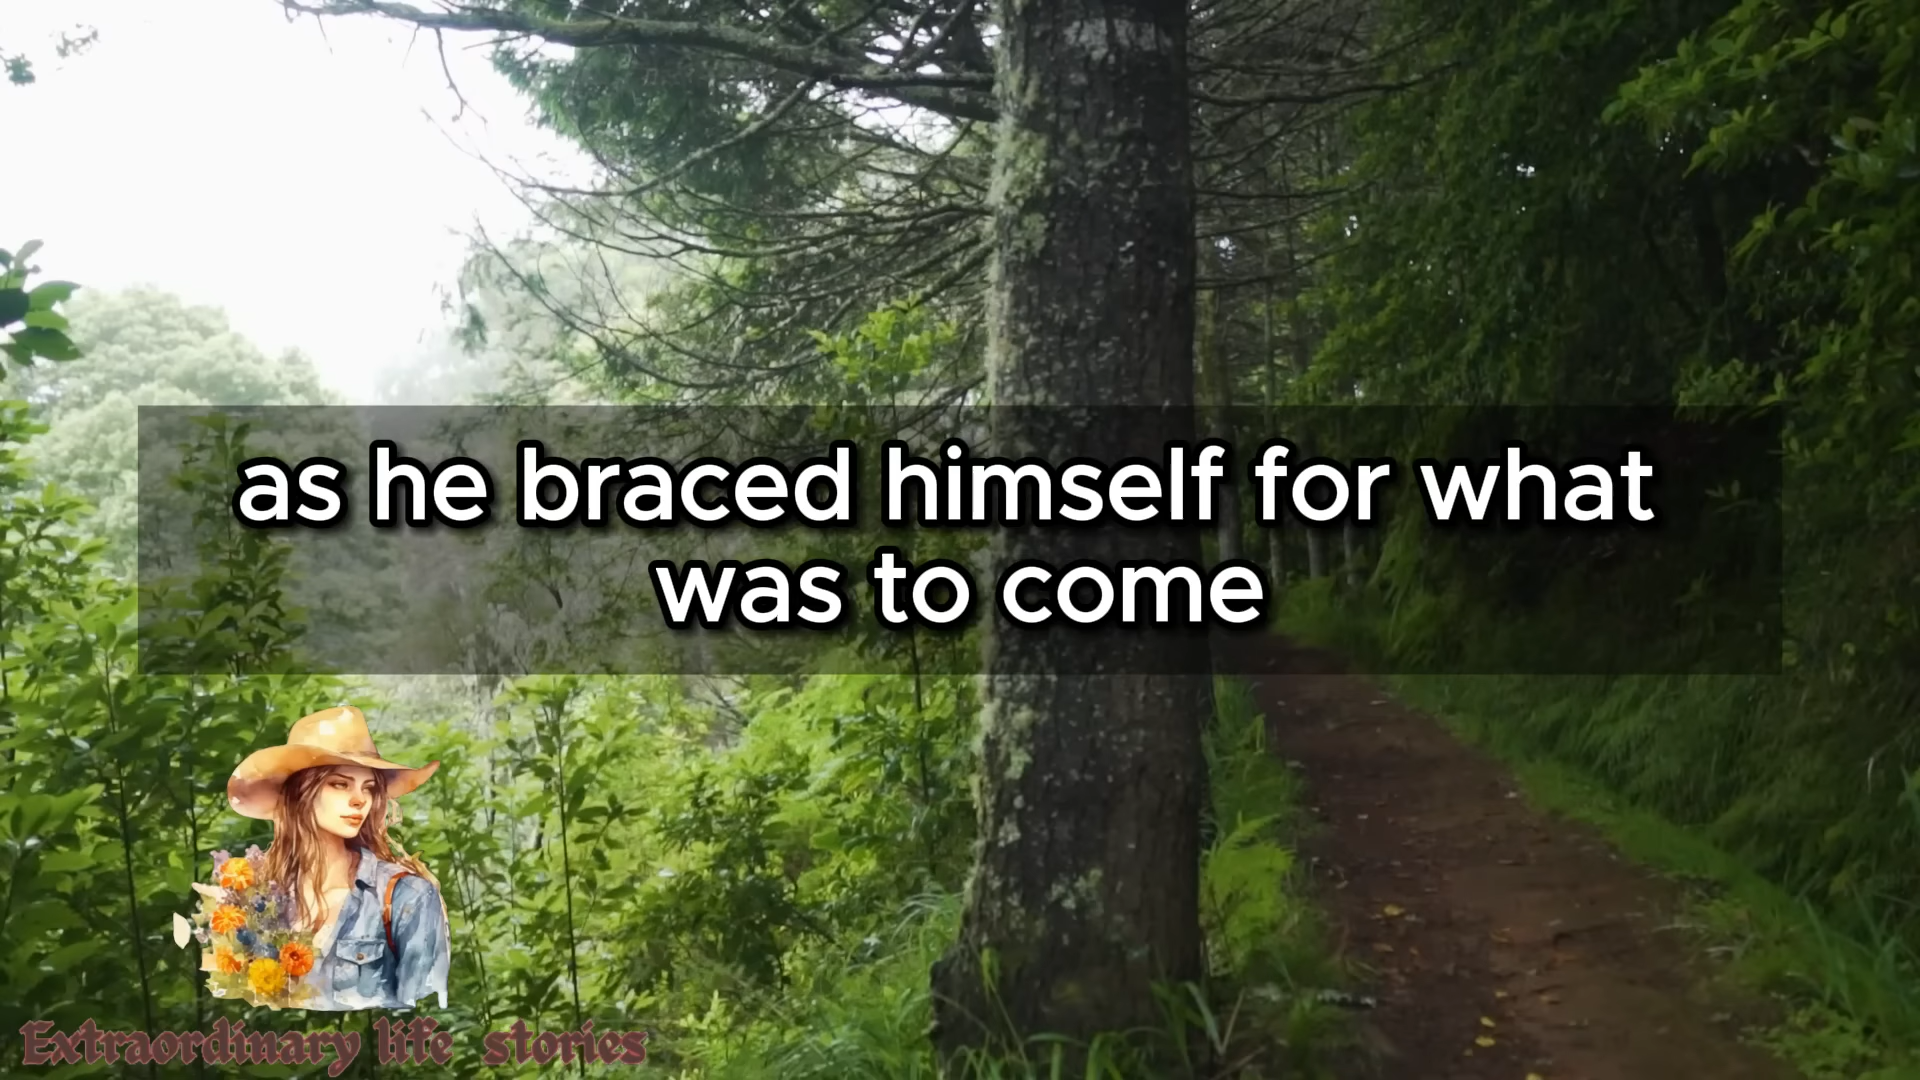 as he braced himself for what
was to come
Extraordinary life stories